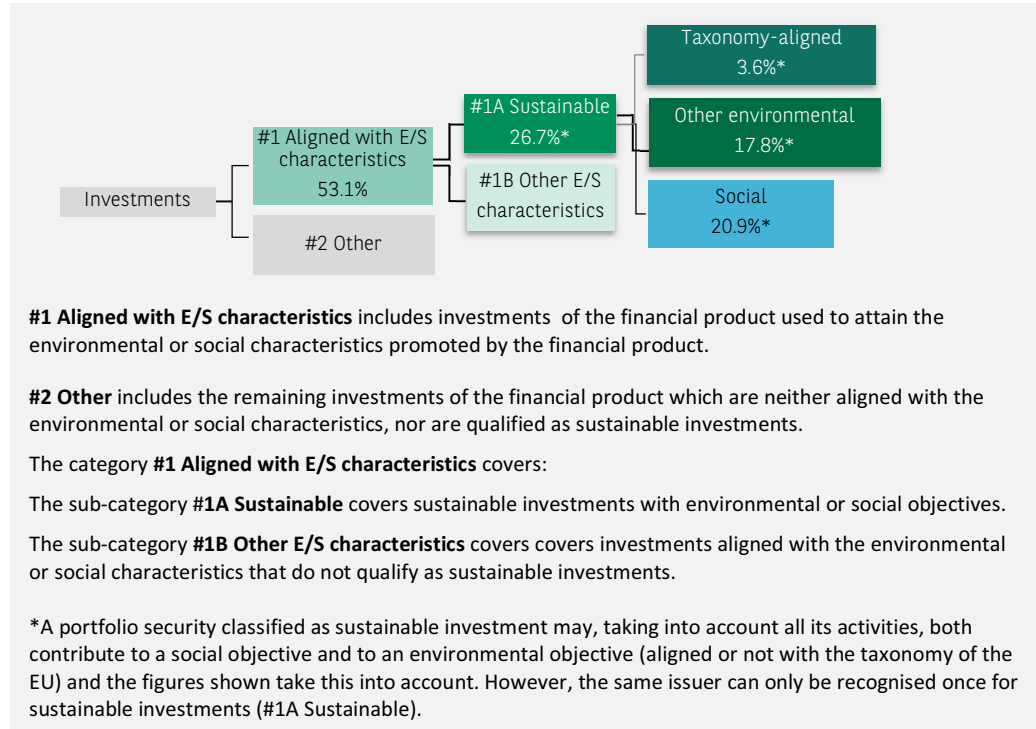 Taxonomy-aligned
3.6%*
#1A Sustainable
26.7%*
Other environmental
17.8%*
#1 Aligned with E/S
characteristics
53.1%
#1B Other E/S
characteristics
Investments
Social
20.9%*
#2 Other
#1 Aligned with E/S characteristics includes investments of the financial product used to attain the
environmental or social characteristics promoted by the financial product.
#2 Other includes the remaining investments of the financial product which are neither aligned with the
environmental or social characteristics, nor are qualified as sustainable investments.
The category #1 Aligned with E/S characteristics covers:
The sub-category #1A Sustainable covers sustainable investments with environmental or social objectives.
The sub-category #1B Other E/S characteristics covers covers investments aligned with the environmental
or social characteristics that do not qualify as sustainable investments.
*A portfolio security classified as sustainable investment may, taking into account all its activities, both
contribute to a social objective and to an environmental objective (aligned or not with the taxonomy of the
EU) and the figures shown take this into account. However, the same issuer can only be recognised once for
sustainable investments (#1A Sustainable).